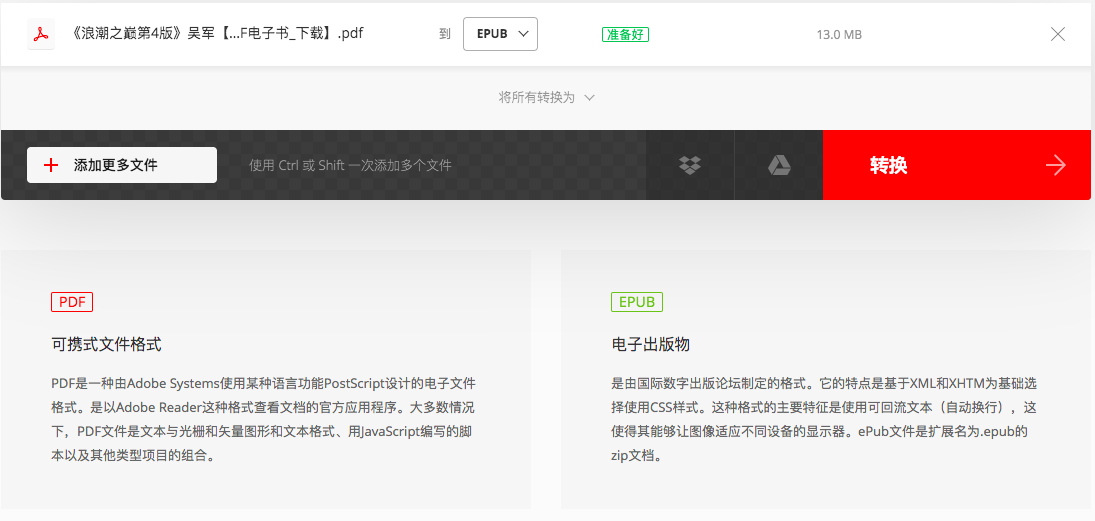 《浪潮之巅第4版》吴军【...F电子书_下载】.pdf 到 EPUB 准备好 13.0 MB
将所有转换为
添加更多文件 使用 Ctrl 或 Shift 一次添加多个文件 转换
PDF
可携式文件格式
PDF是一种由Adobe Systems使用某种语言功能PostScript设计的电子文件
格式。是以Adobe Reader这种格式查看文档的官方应用程序。大多数情况
下，PDF文件是文本与光栅和矢量图形和文本格式、用JavaScript编写的脚
本以及其他类型项目的组合。
EPUB
电子出版物
是由国际数字出版论坛制定的格式。它的特点是基于XML和XHTM为基础选
择使用CSS样式。这种格式的主要特征是使用可回流文本（自动换行），这
使得其能够让图像适应不同设备的显示器。ePub文件是扩展名为.epub的
zip文档。